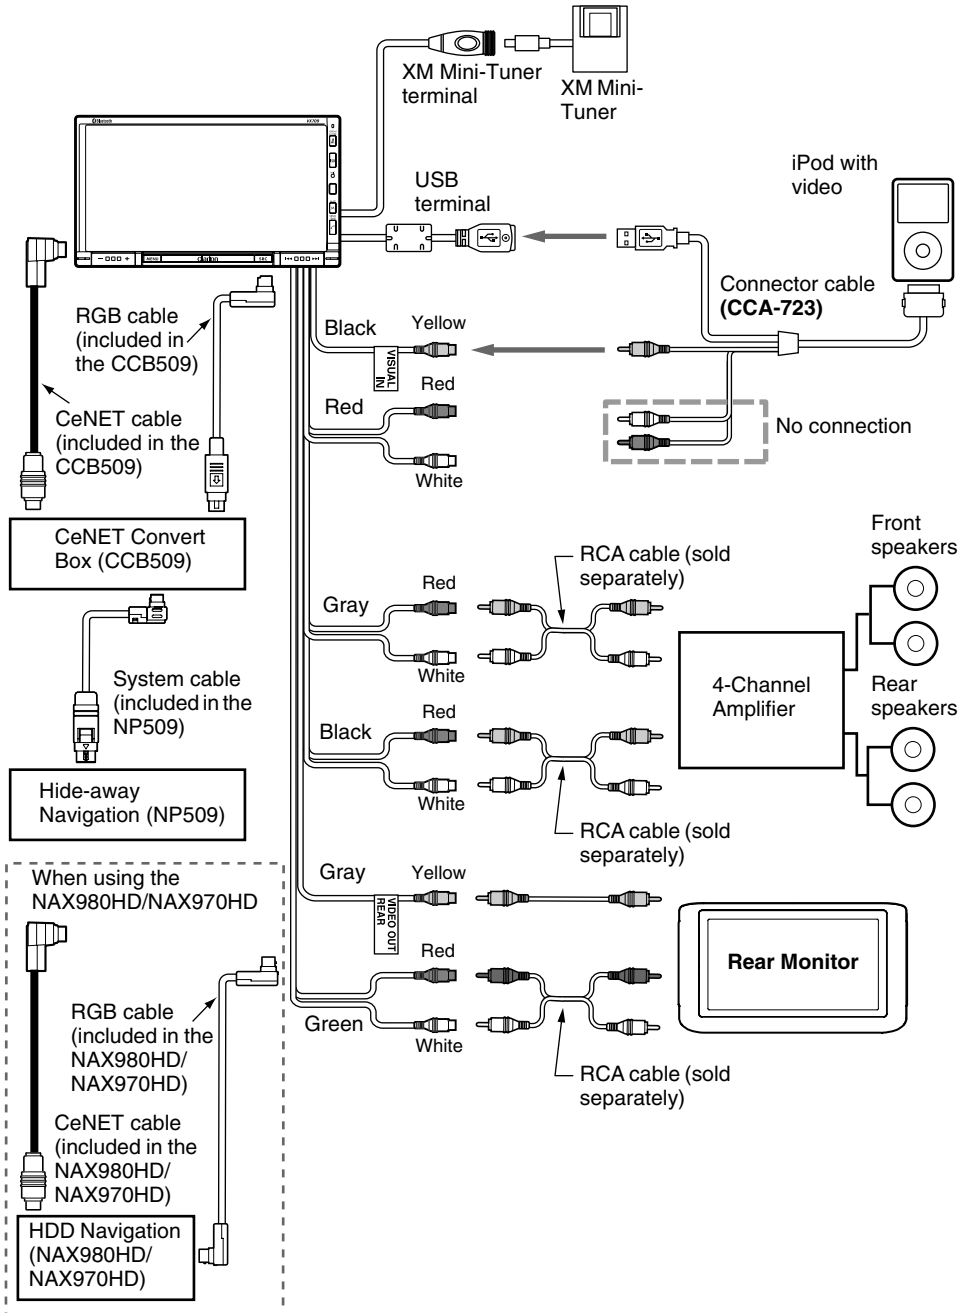 XM Mini-Tuner
terminal
XM Mini-
Tuner
Bluetooth
VX709
USB
terminal
iPod with
video
MENU
clarion
SRC
Connector cable
(CCA-723)
RGB cable
(included in
the CCB509)
Black
Yellow
VISUAL
IN
Red
Red
White
No connection
CeNET cable
(included in the
CCB509)
CeNET Convert
Box (CCB509)
RCA cable (sold
separately)
Front
speakers
Gray
Red
White
System cable
(included in the
NP509)
4-Channel
Amplifier
Rear
speakers
Black
Red
White
Hide-away
Navigation (NP509)
RCA cable (sold
separately)
When using the
NAX980HD/NAX970HD
Gray
Yellow
VIDEO OUT
REAR
Red
Green
White
Rear Monitor
RGB cable
(included in the
NAX980HD/
NAX970HD)
RCA cable (sold
separately)
CeNET cable
(included in the
NAX980HD/
NAX970HD)
HDD Navigation
(NAX980HD/
NAX970HD)